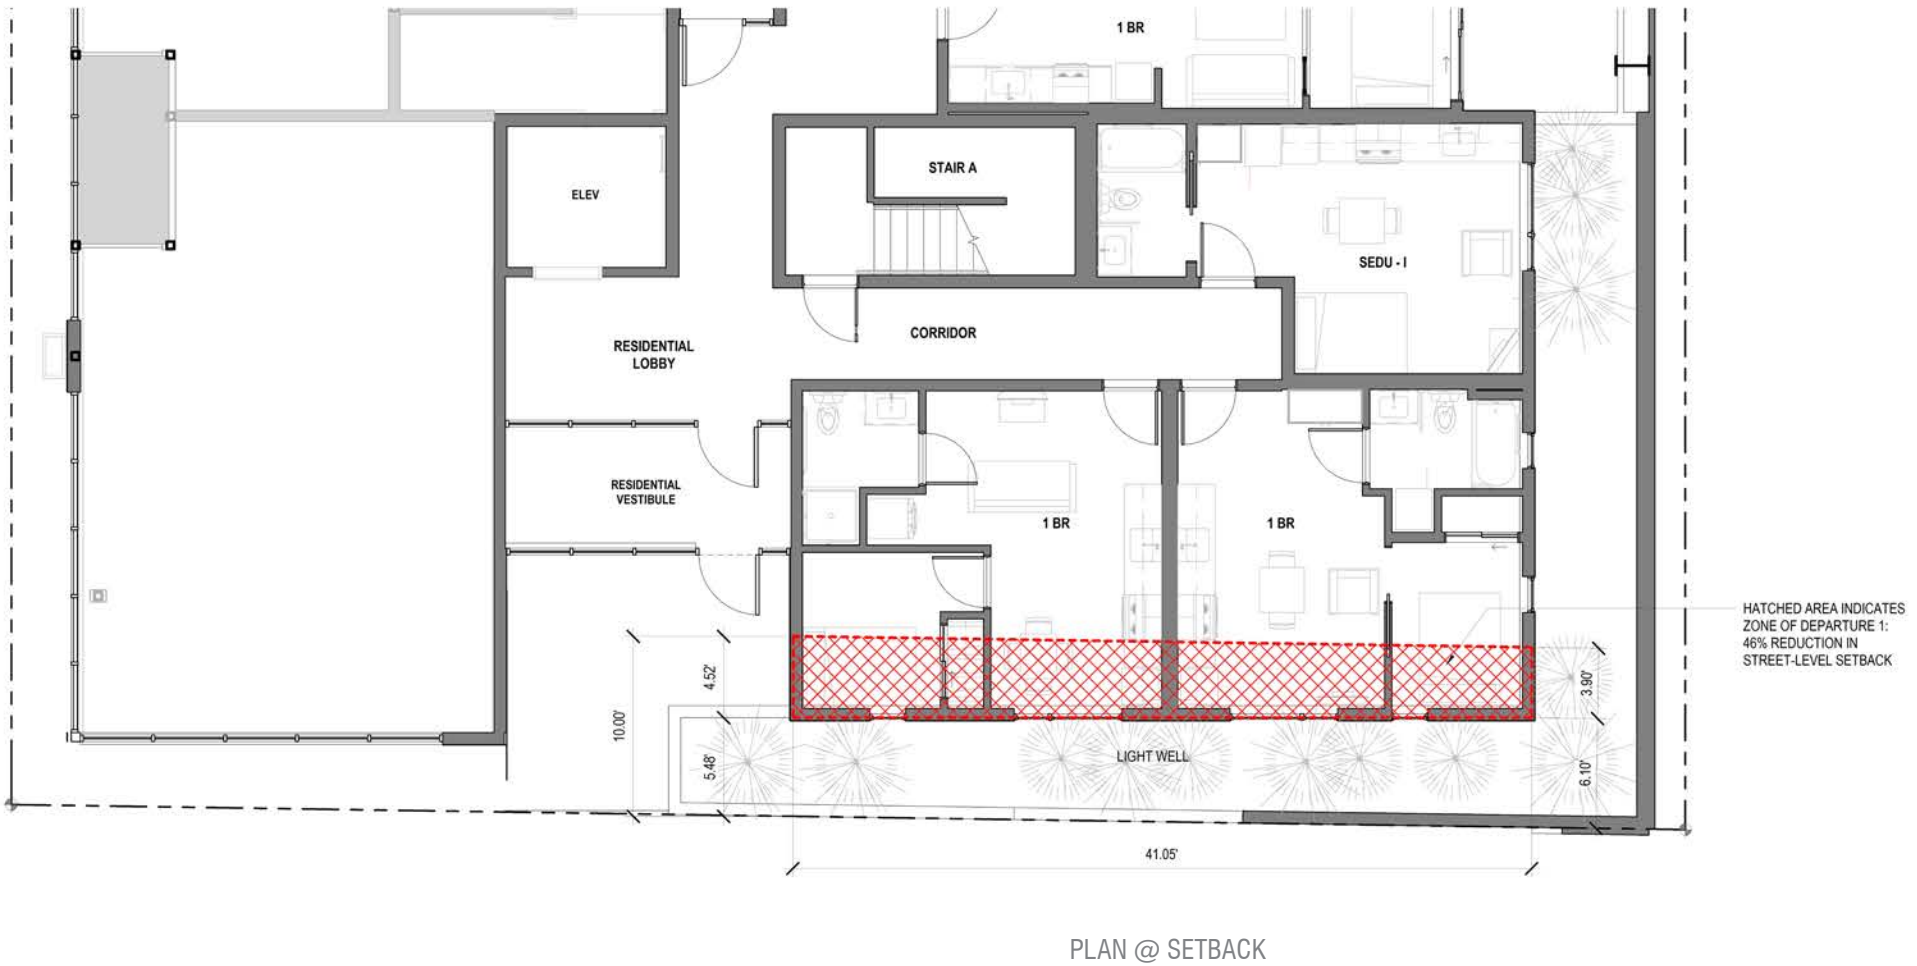 1 BR
STAIR A
ELEV
SEDU - I
CORRIDOR
RESIDENTIAL
LOBBY
RESIDENTIAL
VESTIBULE
1 BR
1 BR
HATCHED AREA INDICATES
ZONE OF DEPARTURE 1:
46% REDUCTION IN
STREET-LEVEL SETBACK
4.52'
3.90'
10.00'
5.48'
LIGHT WELL
6.10'
41.05'
PLAN @ SETBACK